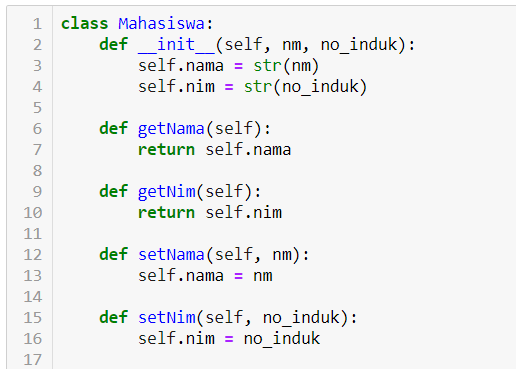 1 class Mahasiswa:
2     def __init__(self, nm, no_induk):
3         self.nama = str(nm)
4         self.nim = str(no_induk)
5
6     def getNama(self):
7         return self.nama
8
9     def getNim(self):
10         return self.nim
11
12     def setNama(self, nm):
13         self.nama = nm
14
15     def setNim(self, no_induk):
16         self.nim = no_induk
17